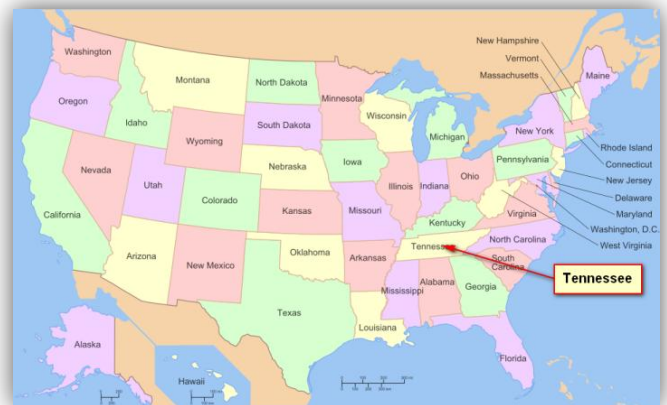 Washington
Montana
North Dakota
Minnesota
Oregon
Idaho
Wyoming
South Dakota
Wisconsin
Michigan
New Hampshire
Vermont
Massachusetts
Maine
New York
Rhode Island
Connecticut
New Jersey
Delaware
Maryland
Washington, D.C.
West Virginia
Pennsylvania
Nevada
Utah
Colorado
Nebraska
Iowa
Illinois
Indiana
Ohio
California
Kansas
Missouri
Kentucky
Virginia
Arizona
New Mexico
Oklahoma
Arkansas
Tenness
North Carolina
South
Carolina
Tennessee
Texas
Louisiana
Mississippi
Alabama
Georgia
Florida
Alaska
Hawaii